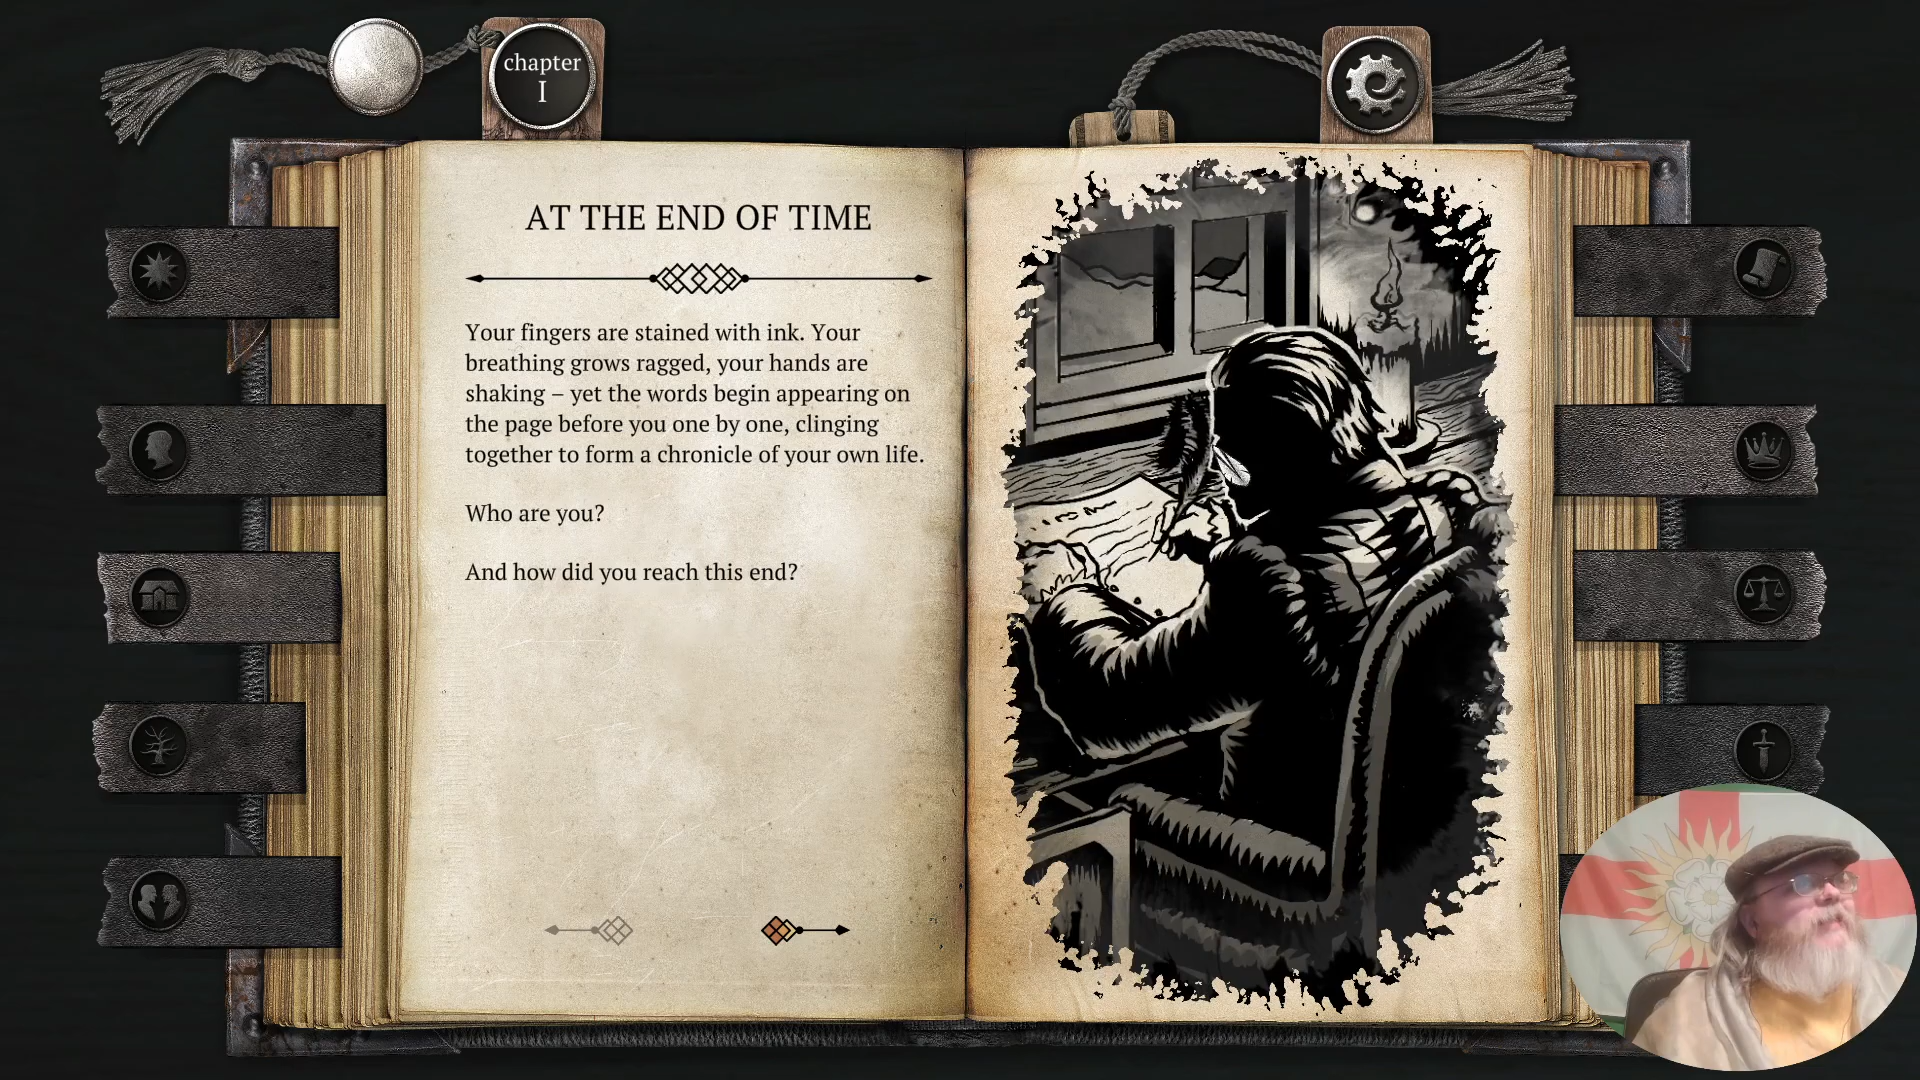 chapter
I
AT THE END OF TIME
Your fingers are stained with ink. Your
breathing grows ragged, your hands are
shaking – yet the words begin appearing on
the page before you one by one, clinging
together to form a chronicle of your own life.
Who are you?
And how did you reach this end?